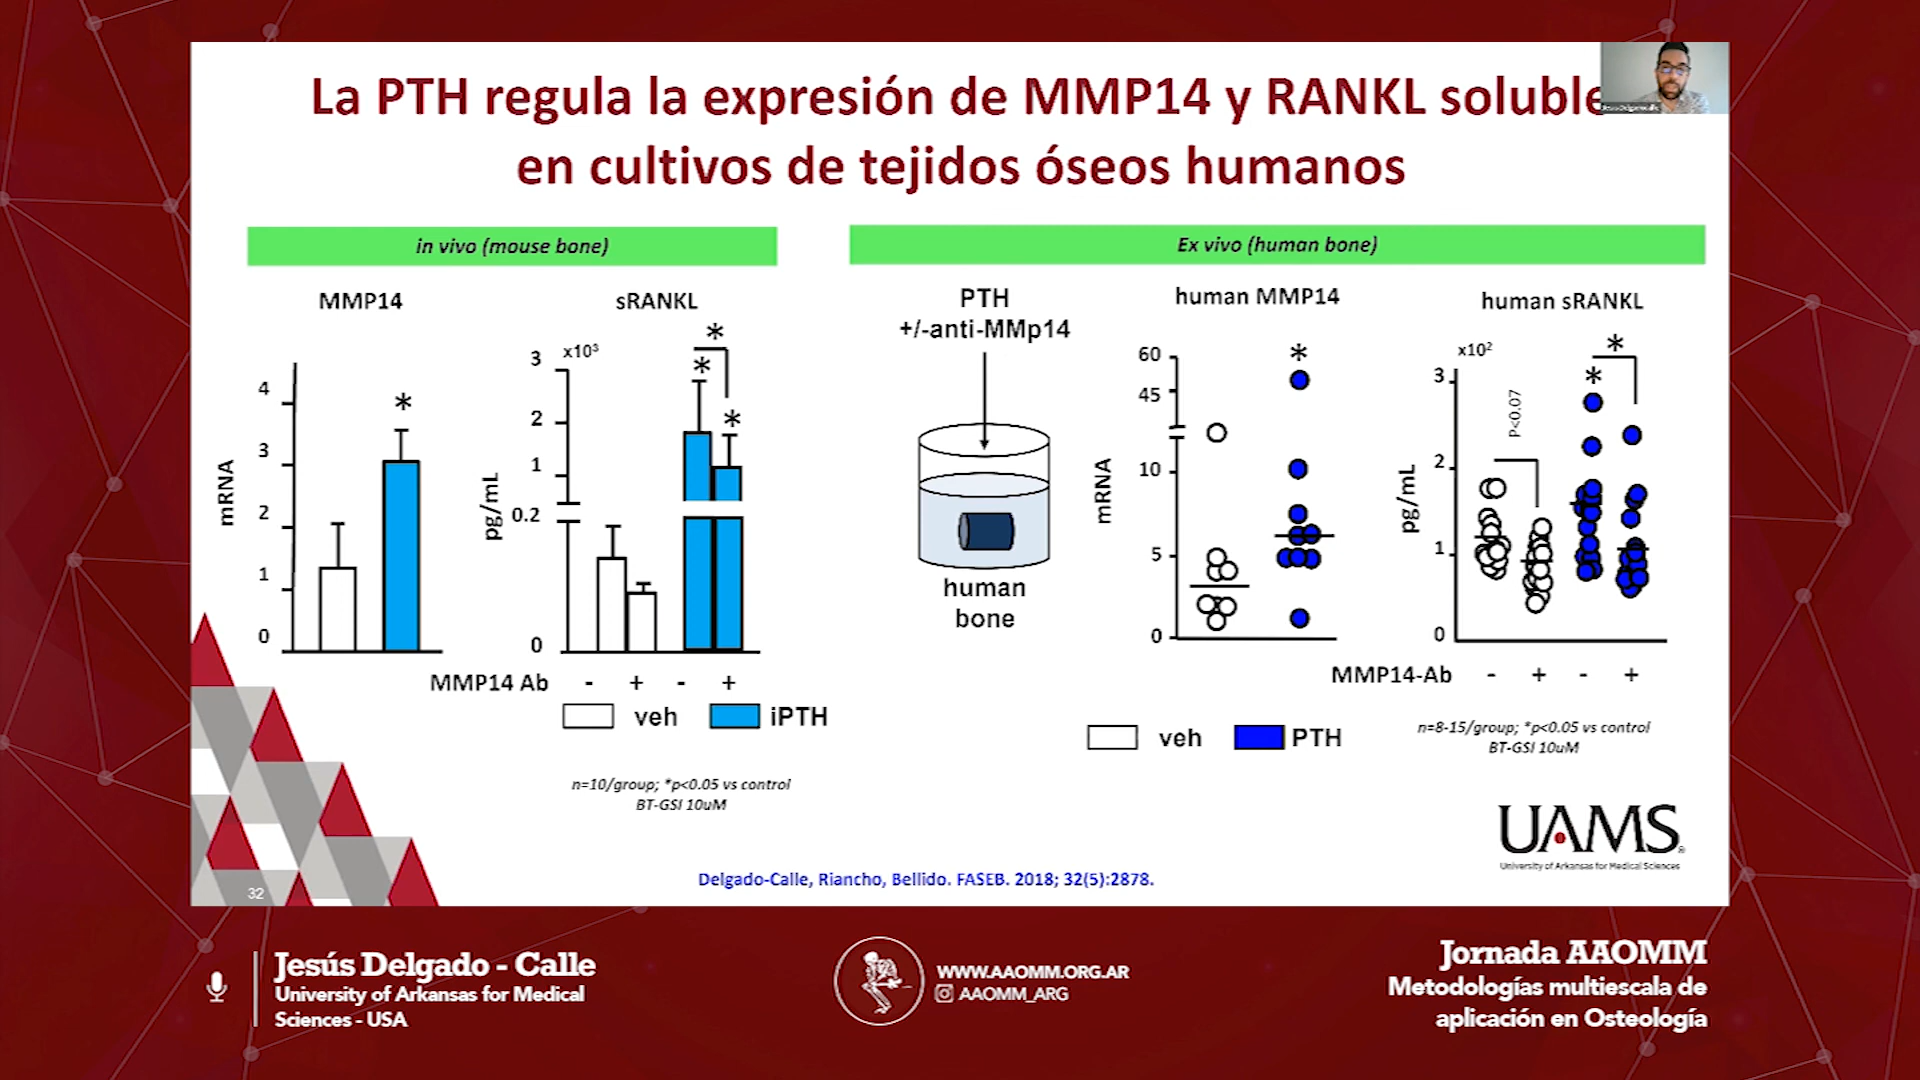 La PTH regula la expresión de MMP14 y RANKL soluble
en cultivos de tejidos óseos humanos
in vivo (mouse bone)
MMP14
mRNA
4
3
2
1
0
*
sRANKL
x10³
pg/mL
3
2
1
0.2
0
*
*
*
MMP14 Ab - + - +
veh iPTH
n=10/group; *p<0.05 vs control
BT-GSI 10uM
Ex vivo (human bone)
PTH
+/-anti-MMp14
human
bone
human MMP14
mRNA
60
45
10
5
0
*
human sRANKL
x10²
pg/mL
3
2
1
0
P<0.07
*
*
MMP14-Ab - + - +
veh PTH
n=8-15/group; *p<0.05 vs control
BT-GSI 10uM
UAMS
University of Arkansas for Medical Sciences
Delgado-Calle, Riancho, Bellido. FASEB. 2018; 32(5):2878.
32
Jesús Delgado - Calle
University of Arkansas for Medical
Sciences - USA
WWW.AAOMM.ORG.AR
AAOMM_ARG
Jornada AAOMM
Metodologías multiescala de
aplicación en Osteología